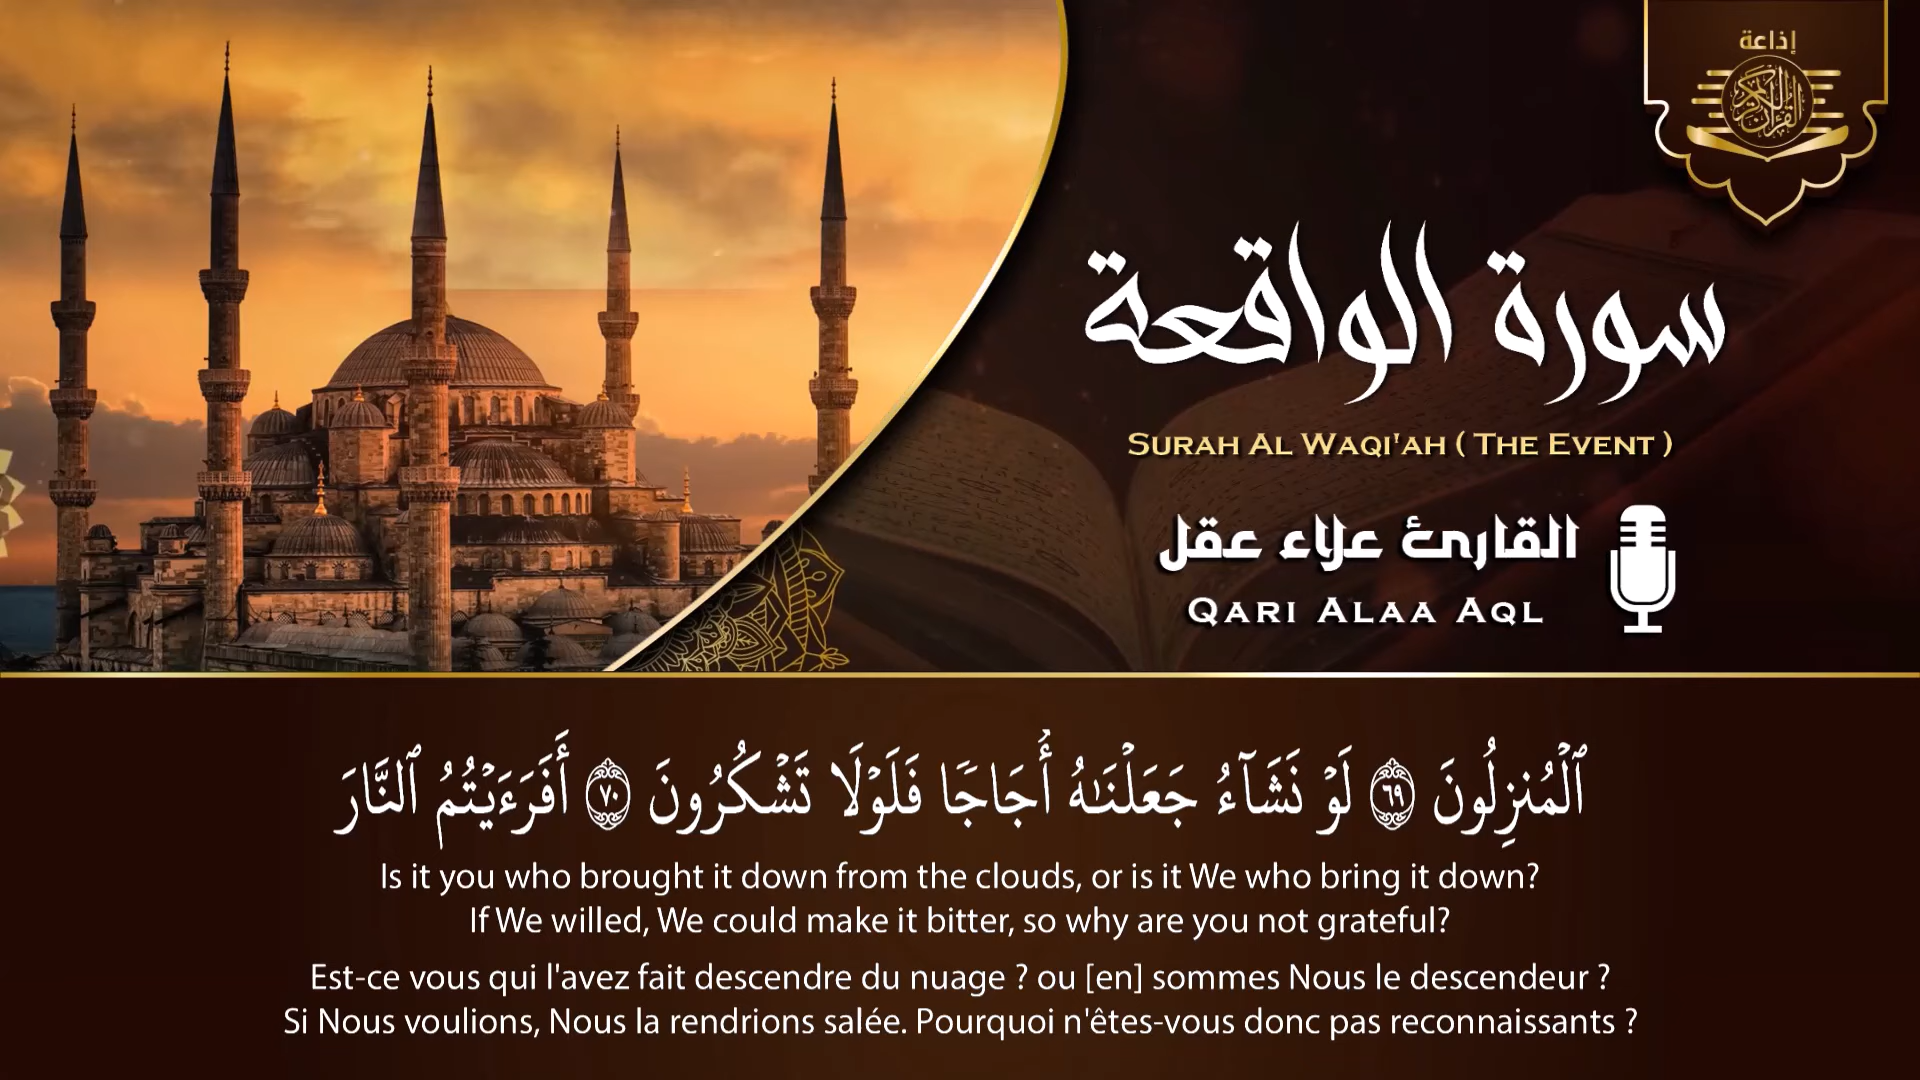 إذاعة
القرآن الكريم
سورة الواقعة
SURAH AL WAQI'AH ( THE EVENT )
القارئ علاء عقل
QARI ALAA AQL
ٱلْمُنزِلُونَ ٦٩ لَوْ نَشَآءُ جَعَلْنَـٰهُ أُجَاجًا فَلَوْلَا تَشْكُرُونَ ٧٠ أَفَرَءَيْتُمُ ٱلنَّارَ
Is it you who brought it down from the clouds, or is it We who bring it down?
If We willed, We could make it bitter, so why are you not grateful?
Est-ce vous qui l'avez fait descendre du nuage ? ou [en] sommes Nous le descendeur ?
Si Nous voulions, Nous la rendrions salée. Pourquoi n'êtes-vous donc pas reconnaissants ?